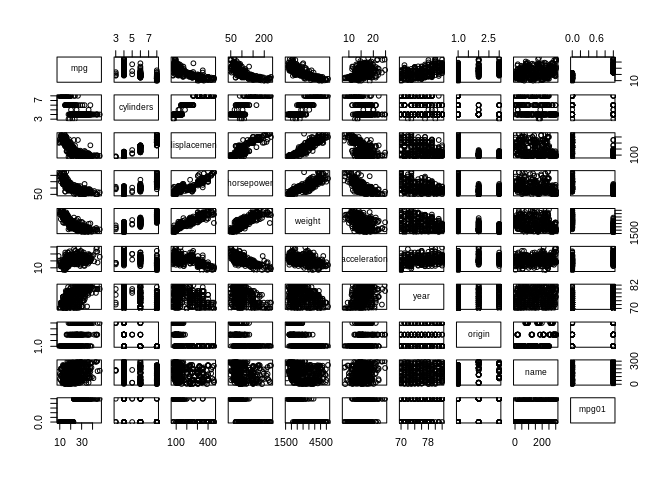 3 5 7
50 200
10 20
1.0 2.5
0.0 0.6
mpg
10
3 7
cylinders
displacement
100
50
horsepower
weight
1500
10
acceleration
year
70 82
1.0
origin
name
0 300
0.0
mpg01
10 30
100 400
1500 4500
70 78
0 200